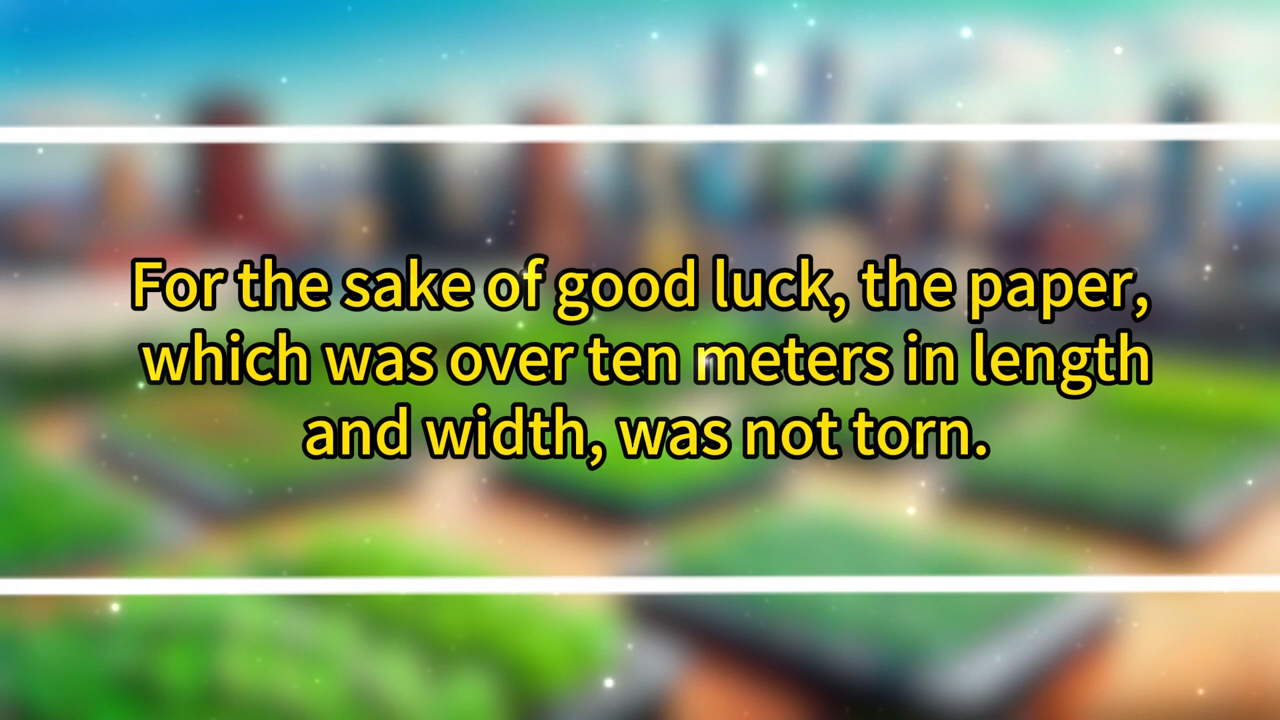 For the sake of good luck, the paper,
which was over ten meters in length
and width, was not torn.